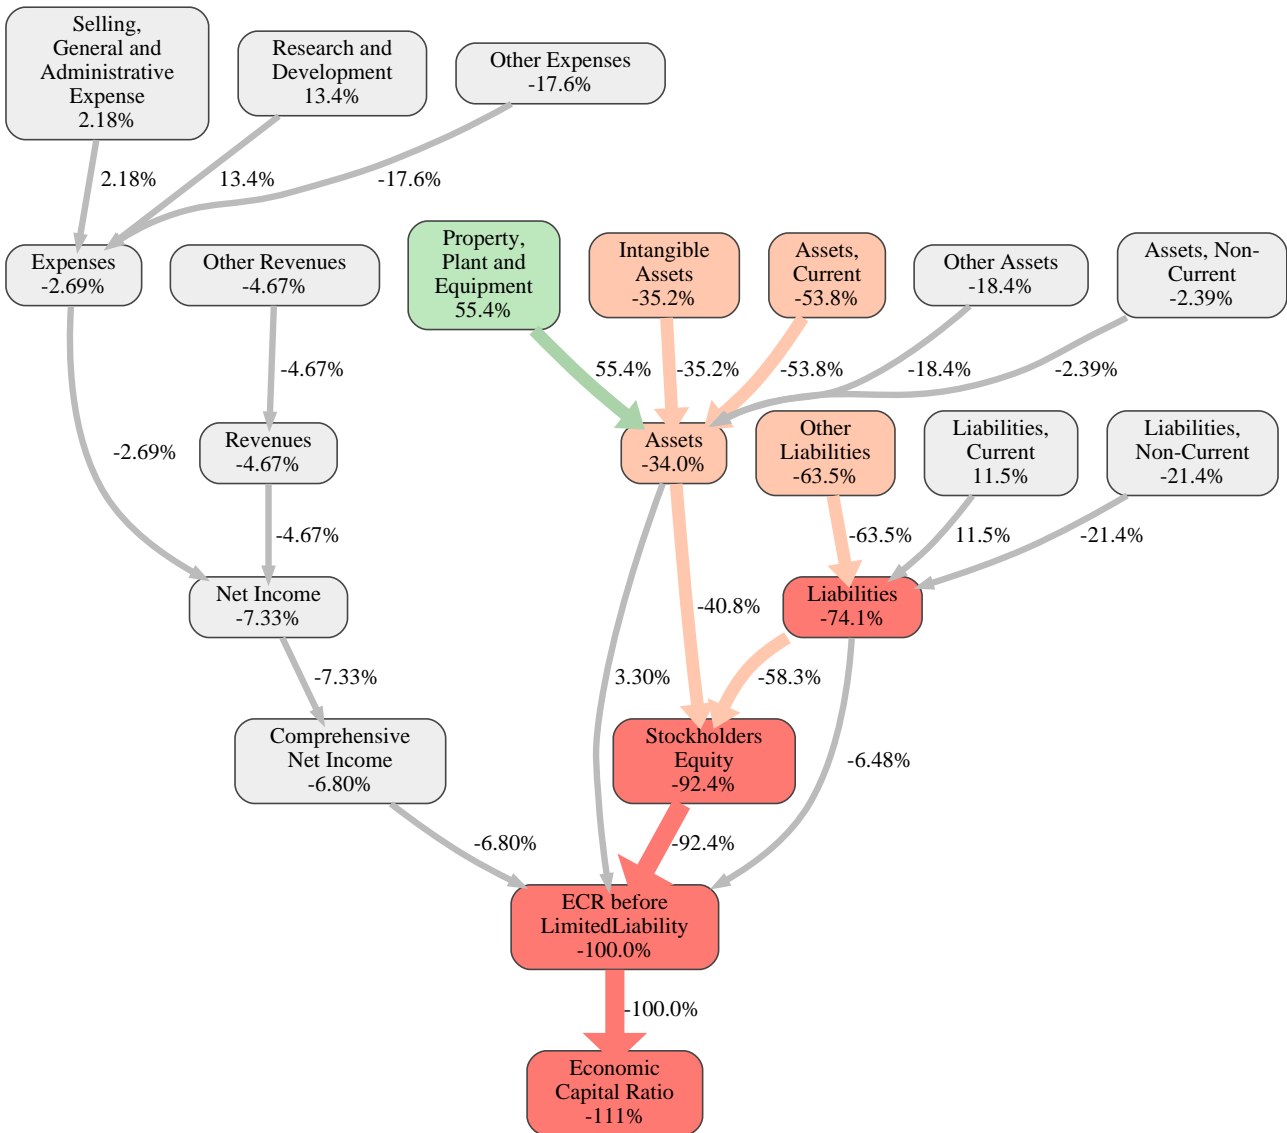 Selling,
General and
Administrative
Expense
2.18%
Research and
Development
13.4%
Other Expenses
-17.6%
2.18%
13.4%
-17.6%
Expenses
-2.69%
Other Revenues
-4.67%
Property,
Plant and
Equipment
55.4%
Intangible
Assets
-35.2%
Assets,
Current
-53.8%
Other Assets
-18.4%
Assets, Non-
Current
-2.39%
-4.67%
55.4%
-35.2%
-53.8%
-18.4%
-2.39%
-2.69%
Revenues
-4.67%
Assets
-34.0%
Other
Liabilities
-63.5%
Liabilities,
Current
11.5%
Liabilities,
Non-Current
-21.4%
-4.67%
-63.5%
11.5%
-21.4%
Net Income
-7.33%
-40.8%
Liabilities
-74.1%
-7.33%
3.30%
-58.3%
Comprehensive
Net Income
-6.80%
Stockholders
Equity
-92.4%
-6.48%
-6.80%
-92.4%
ECR before
LimitedLiability
-100.0%
-100.0%
Economic
Capital Ratio
-111%